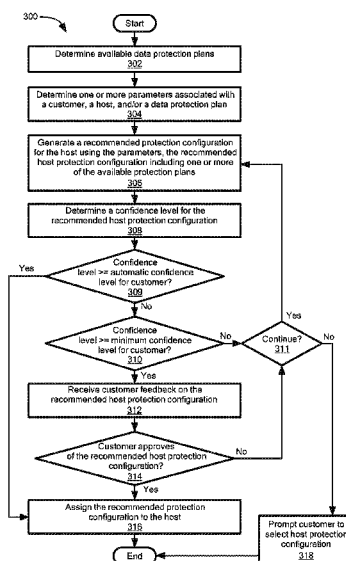 300
Start
Determine available data protection plans
302
Determine one or more parameters associated with
a customer, a host, and/or a data protection plan
304
Generate a recommended protection configuration
for the host using the parameters, the recommended
host protection configuration including one or more
of the available protection plans
306
Determine a confidence level for the
recommended host protection configuration
308
Yes
Confidence
level >= automatic confidence
level for customer?
309
No
Confidence
level >= minimum confidence
level for customer?
310
No
Continue?
311
Yes
No
Yes
Receive customer feedback on the
recommended host protection configuration
312
Customer approves
of the recommended host protection
configuration?
314
No
Yes
Assign the recommended protection
configuration to the host
316
Prompt customer to
select host protection
configuration
318
End